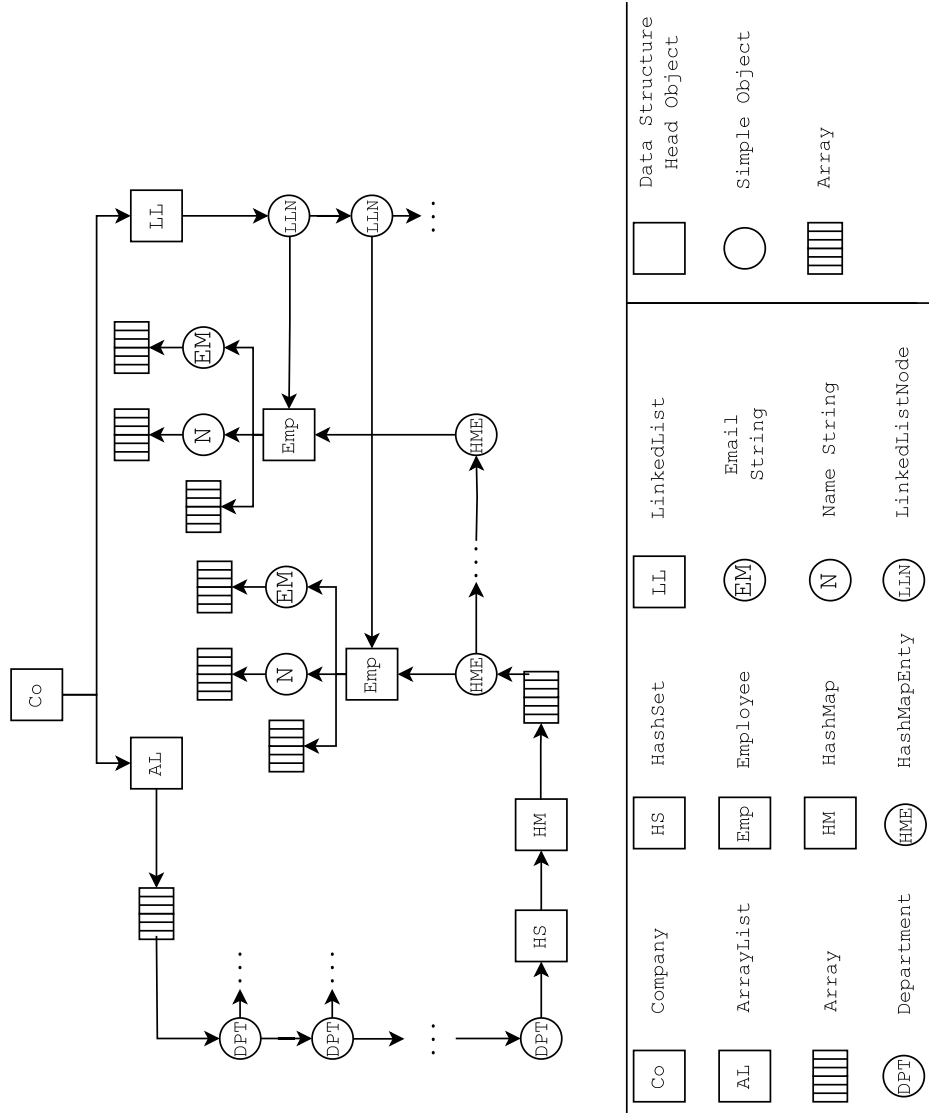 Co
AL
LL
N
EM
DPT
N
EM
Emp
LLN
DPT
Emp
LLN
HME
HME
DPT
HS
HM
Co
Company
HS
HashSet
LL
LinkedList
Data Structure
Head Object
AL
ArrayList
Emp
Employee
EM
Email
String
Simple Object
Array
HM
HashMap
N
Name String
Array
DPT
Department
HME
HashMapEnty
LLN
LinkedListNode